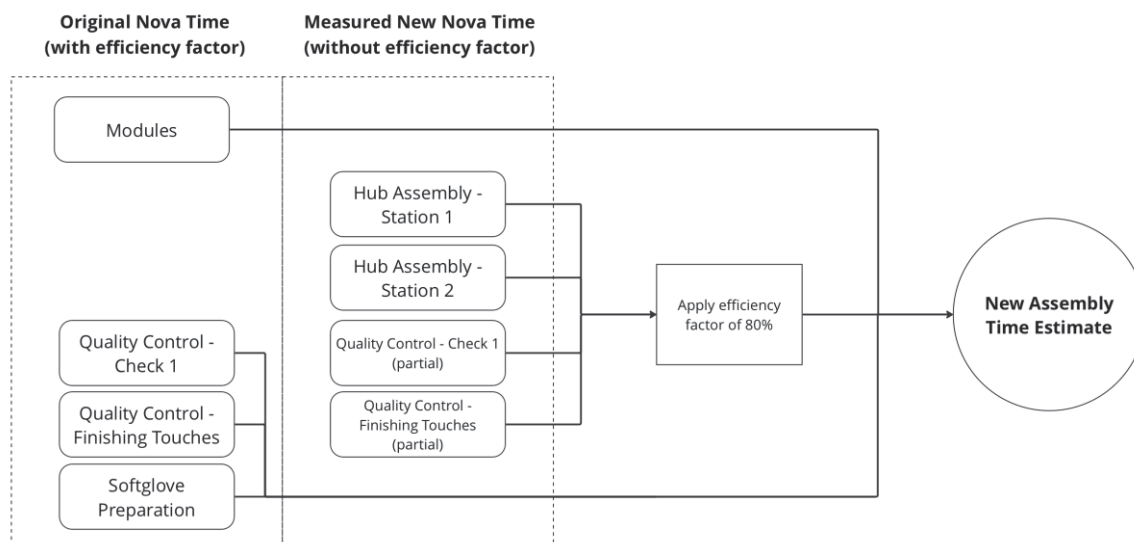 Original Nova Time
(with efficiency factor)
Measured New Nova Time
(without efficiency factor)
Modules
Hub Assembly -
Station 1
Hub Assembly -
Station 2
Quality Control -
Check 1
Quality Control - Check 1
(partial)
Quality Control -
Finishing Touches
Quality Control -
Finishing Touches
(partial)
Softglove
Preparation
Apply efficiency
factor of 80%
New Assembly
Time Estimate